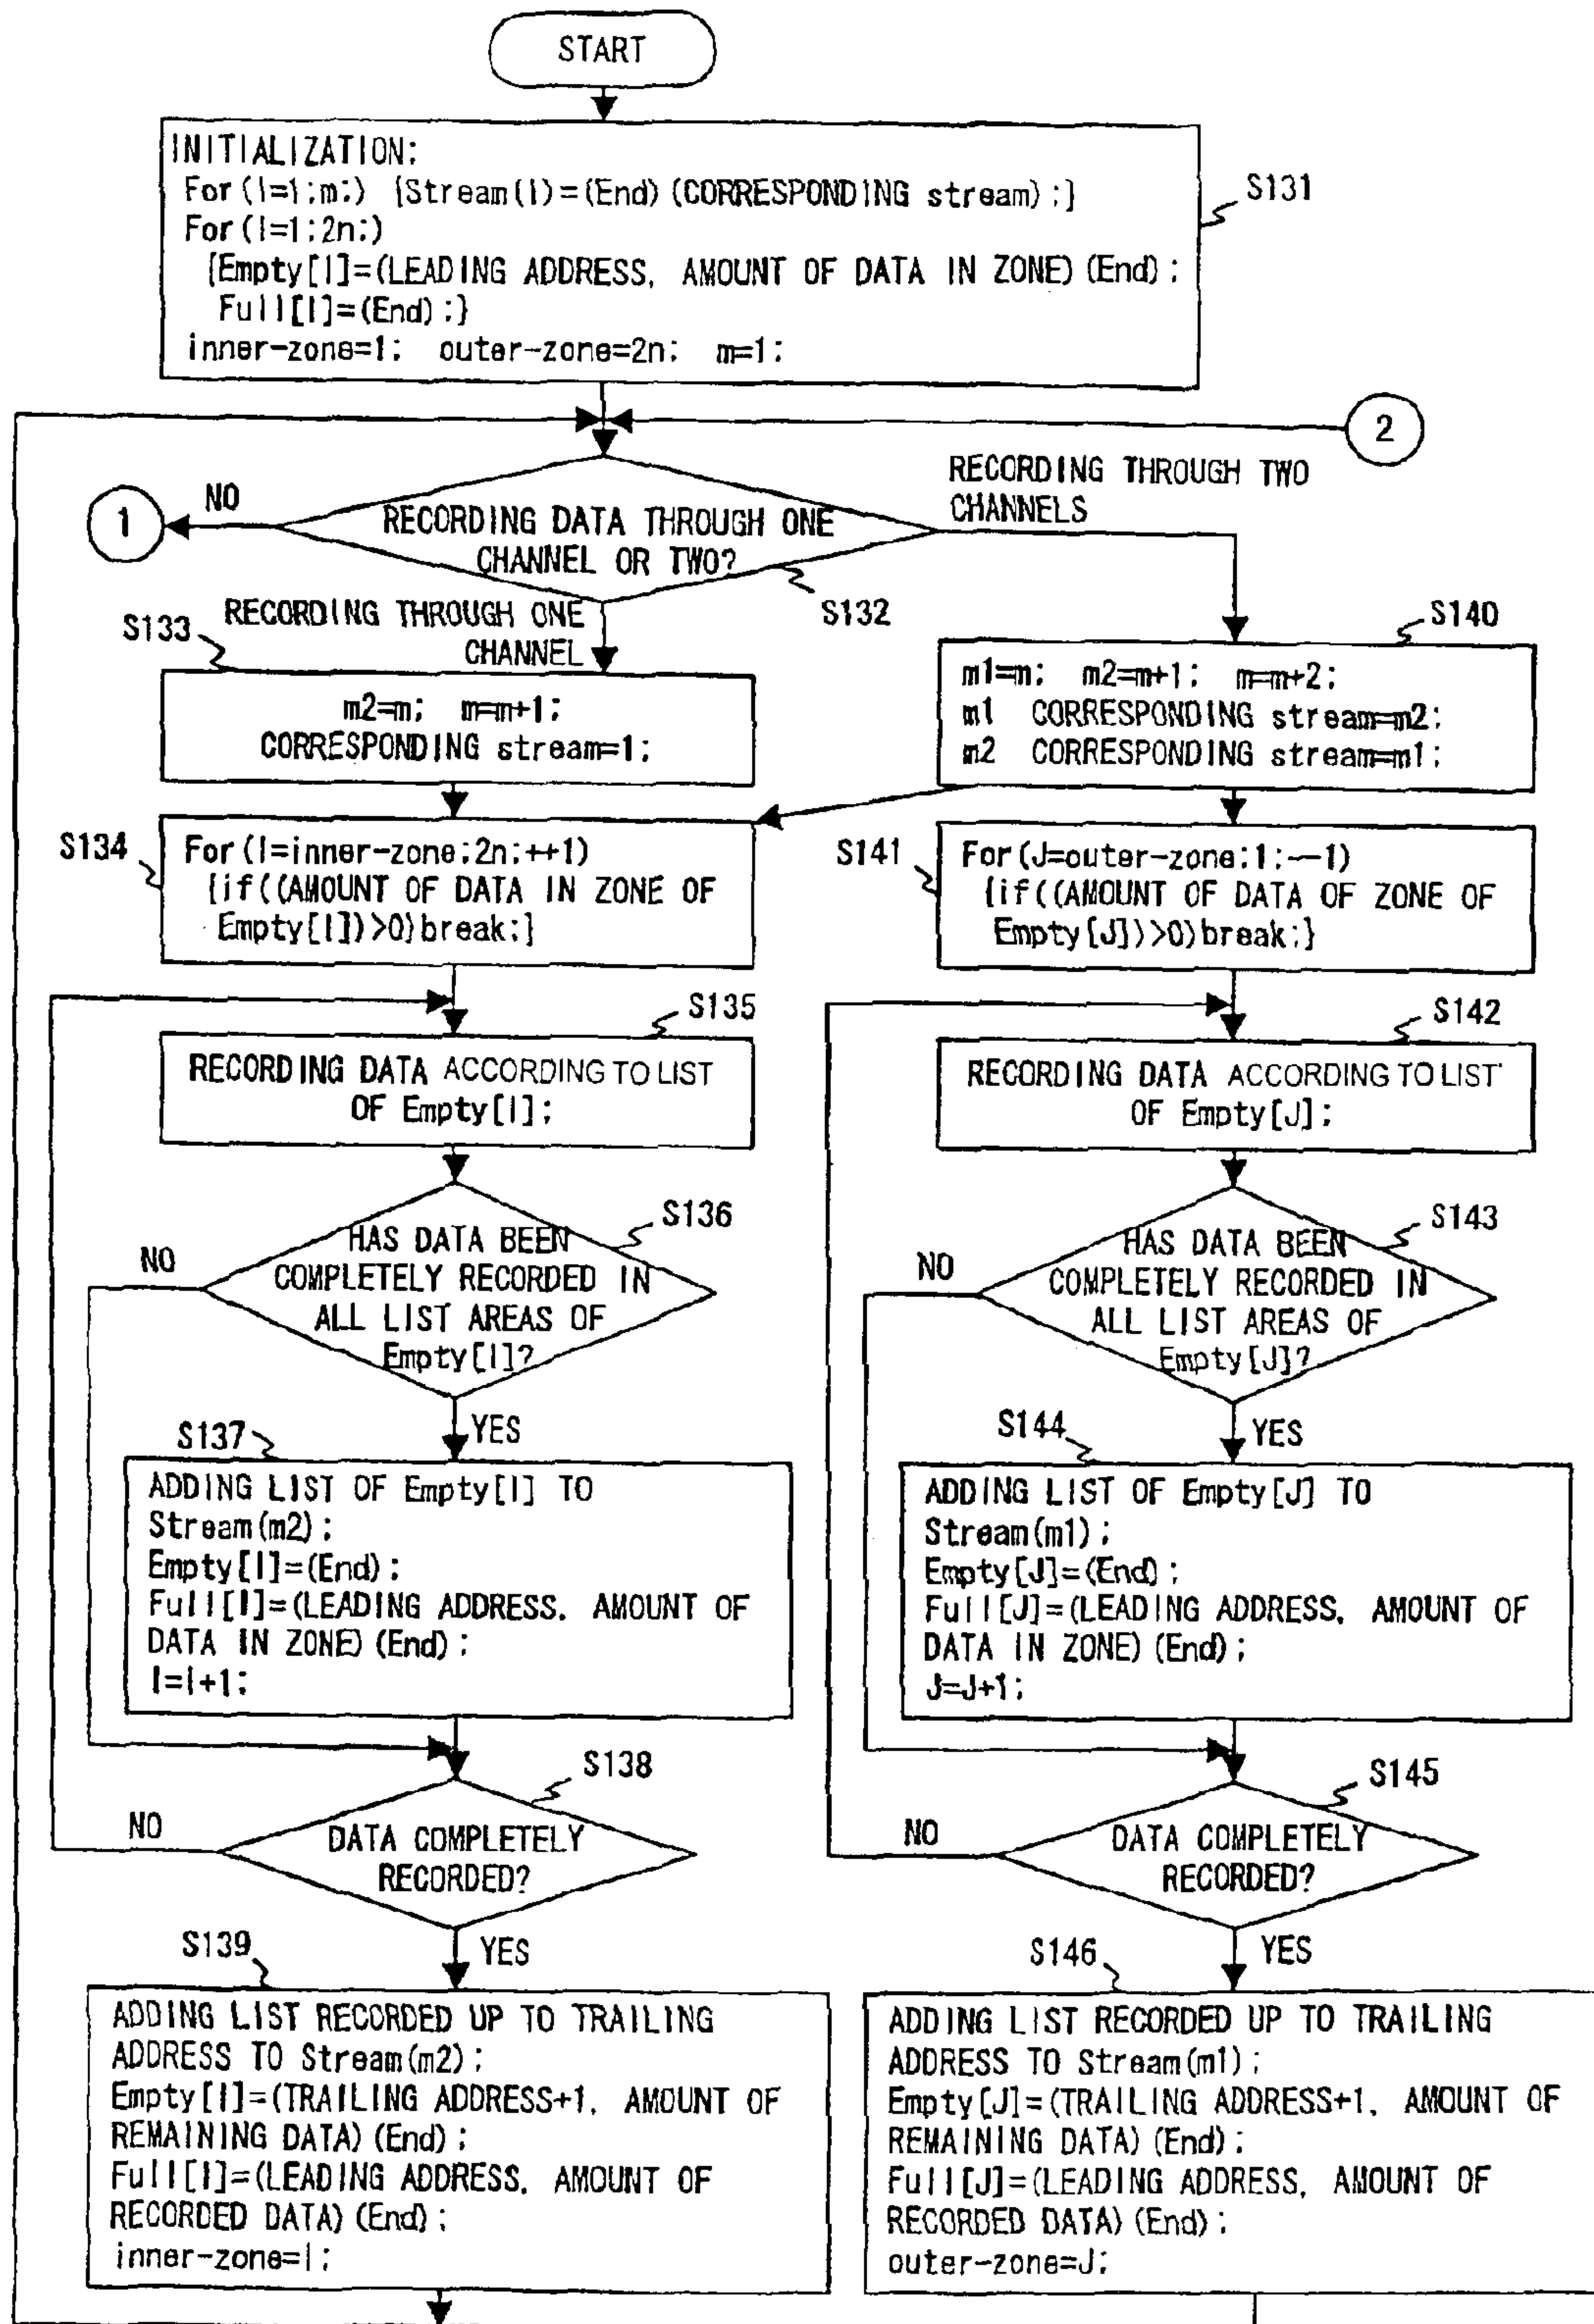 START
INITIALIZATION:
For(I=1;m;) {Stream(I)=(End)(CORRESPONDING stream);}
For(I=1;2n;)
{Empty[I]=(LEADING ADDRESS, AMOUNT OF DATA IN ZONE)(End);
Full[I]=(End);}
inner-zone=1; outer-zone=2n; m=1;
S131
2
RECORDING THROUGH TWO
CHANNELS
NO
1
RECORDING DATA THROUGH ONE
CHANNEL OR TWO?
S132
RECORDING THROUGH ONE
CHANNEL
S133
m2=m; m=m+1;
CORRESPONDING stream=1;
S140
m1=m; m2=m+1; m=m+2;
m1 CORRESPONDING stream=m2;
m2 CORRESPONDING stream=m1;
S134
For(I=inner-zone;2n;++1)
{if((AMOUNT OF DATA IN ZONE OF
Empty[I])>0)break;}
S141
For(J=outer-zone;1;--1)
{if((AMOUNT OF DATA OF ZONE OF
Empty[J])>0)break;}
S135
RECORDING DATA ACCORDING TO LIST
OF Empty[I];
S142
RECORDING DATA ACCORDING TO LIST
OF Empty[J];
S136
HAS DATA BEEN
COMPLETELY RECORDED IN
ALL LIST AREAS OF
Empty[I]?
NO
YES
S143
HAS DATA BEEN
COMPLETELY RECORDED IN
ALL LIST AREAS OF
Empty[J]?
NO
YES
S137
ADDING LIST OF Empty[I] TO
Stream(m2);
Empty[I]=(End);
Full[I]=(LEADING ADDRESS, AMOUNT OF
DATA IN ZONE)(End);
I=I+1;
S144
ADDING LIST OF Empty[J] TO
Stream(m1);
Empty[J]=(End);
Full[J]=(LEADING ADDRESS, AMOUNT OF
DATA IN ZONE)(End);
J=J+1;
S138
DATA COMPLETELY
RECORDED?
NO
YES
S145
DATA COMPLETELY
RECORDED?
NO
YES
S139
ADDING LIST RECORDED UP TO TRAILING
ADDRESS TO Stream(m2);
Empty[I]=(TRAILING ADDRESS+1, AMOUNT OF
REMAINING DATA)(End);
Full[I]=(LEADING ADDRESS, AMOUNT OF
RECORDED DATA)(End);
inner-zone=I;
S146
ADDING LIST RECORDED UP TO TRAILING
ADDRESS TO Stream(m1);
Empty[J]=(TRAILING ADDRESS+1, AMOUNT OF
REMAINING DATA)(End);
Full[J]=(LEADING ADDRESS, AMOUNT OF
RECORDED DATA)(End);
outer-zone=J;